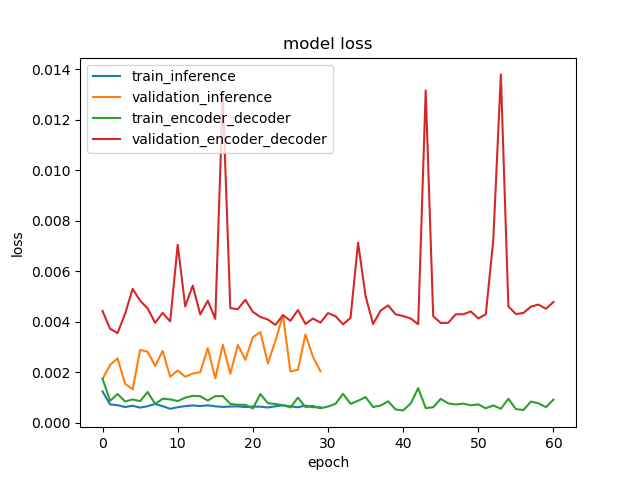 model loss
train_inference
validation_inference
train_encoder_decoder
validation_encoder_decoder
0.014
0.012
0.010
0.008
0.006
0.004
0.002
0.000
loss
0 10 20 30 40 50 60
epoch